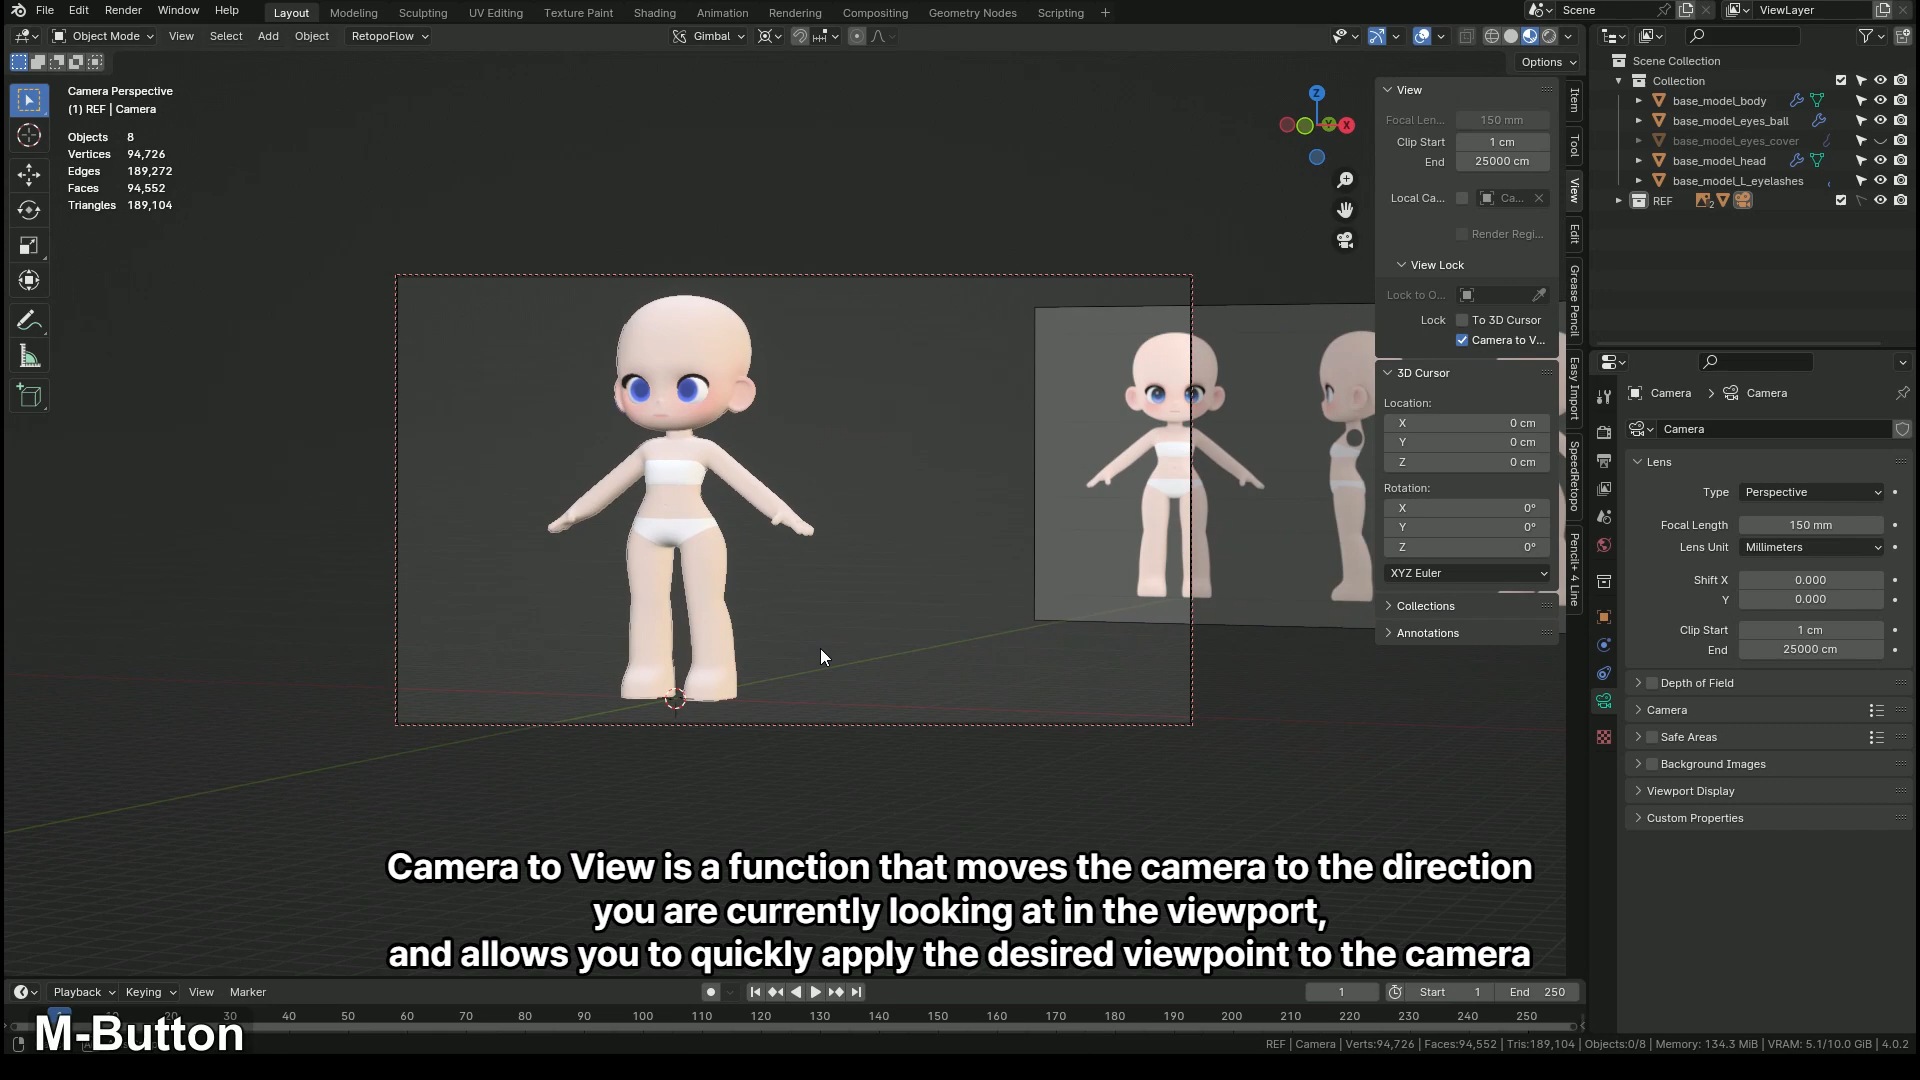 File Edit Render Window Help Layout Modeling Sculpting UV Editing Texture Paint Shading Animation Rendering Compositing Geometry Nodes Scripting + Scene ViewLayer
Object Mode View Select Add Object RetopoFlow Gimbal
Options
Camera Perspective
(1) REF | Camera
Objects 8
Vertices 94,726
Edges 189,272
Faces 94,552
Triangles 189,104
Z
Y
X
View
Focal Len... 150 mm
Clip Start 1 cm
End 25000 cm
Local Ca... Ca...
Render Regi...
View Lock
Lock to O...
Lock To 3D Cursor
Camera to V...
3D Cursor
Location:
X 0 cm
Y 0 cm
Z 0 cm
Rotation:
X 0°
Y 0°
Z 0°
XYZ Euler
Collections
Annotations
Item
Tool
View
Edit
Grease Pencil
Easy Import
SpeedRetopo
Pencil+ 4 Line
Scene Collection
Collection
base_model_body
base_model_eyes_ball
base_model_eyes_cover
base_model_head
base_model_L_eyelashes
REF 2
Camera > Camera
Camera
Lens
Type Perspective
Focal Length 150 mm
Lens Unit Millimeters
Shift X 0.000
Y 0.000
Clip Start 1 cm
End 25000 cm
Depth of Field
Camera
Safe Areas
Background Images
Viewport Display
Custom Properties
Camera to View is a function that moves the camera to the direction
you are currently looking at in the viewport,
and allows you to quickly apply the desired viewpoint to the camera
Playback Keying View Marker 1 Start 1 End 250
20 30 40 50 60 70 80 90 100 110 120 130 140 150 160 170 180 190 200 210 220 230 240 250
M-Button
REF | Camera | Verts:94,726 | Faces:94,552 | Tris:189,104 | Objects:0/8 | Memory: 134.3 MiB | VRAM: 5.1/10.0 GiB | 4.0.2